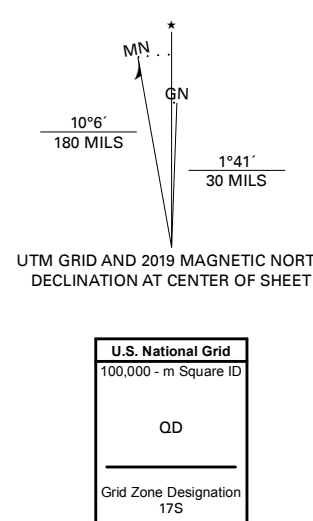 ★
MN
GN
10°6´
180 MILS
1°41´
30 MILS
UTM GRID AND 2019 MAGNETIC NORT
DECLINATION AT CENTER OF SHEET
U.S. National Grid
100,000 - m Square ID
QD
Grid Zone Designation
17S